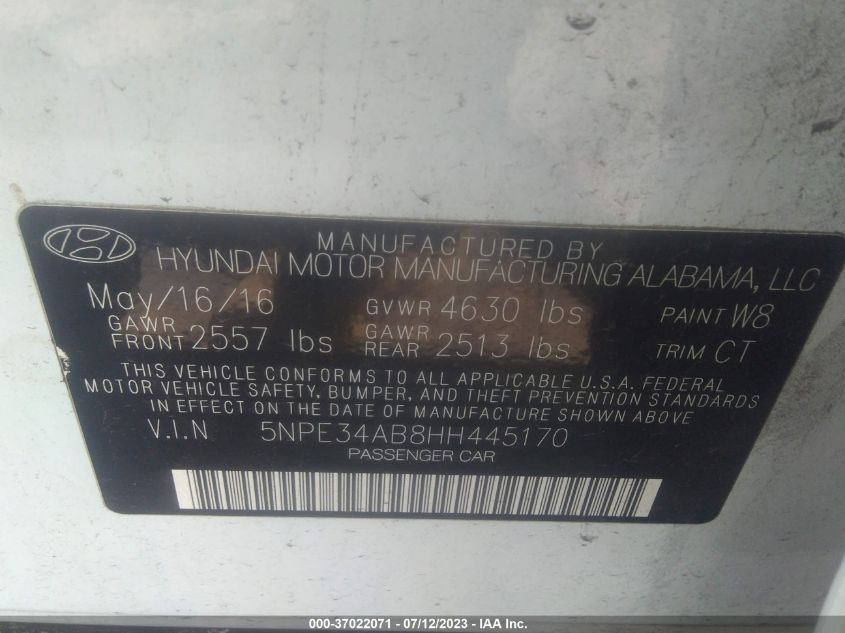 MANUFACTURED BY
HYUNDAI MOTOR MANUFACTURING ALABAMA, LLC
May/16/16 GVWR 4630 lbs PAINT W8
GAWR FRONT 2557 lbs GAWR REAR 2513 lbs TRIM CT
THIS VEHICLE CONFORMS TO ALL APPLICABLE U.S.A. FEDERAL
MOTOR VEHICLE SAFETY, BUMPER, AND THEFT PREVENTION STANDARDS
IN EFFECT ON THE DATE OF MANUFACTURE SHOWN ABOVE
V.I.N 5NPE34AB8HH445170
PASSENGER CAR
000-37022071 - 07/12/2023 - IAA Inc.